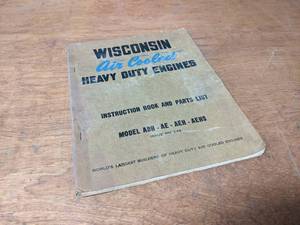 WISCONSIN
Air Cooled
HEAVY DUTY ENGINES
INSTRUCTION BOOK AND PARTS LIST
MODEL ADH - AE - AEH - AEHS
WORLD'S LARGEST BUILDERS OF HEAVY DUTY AIR COOLED ENGINES